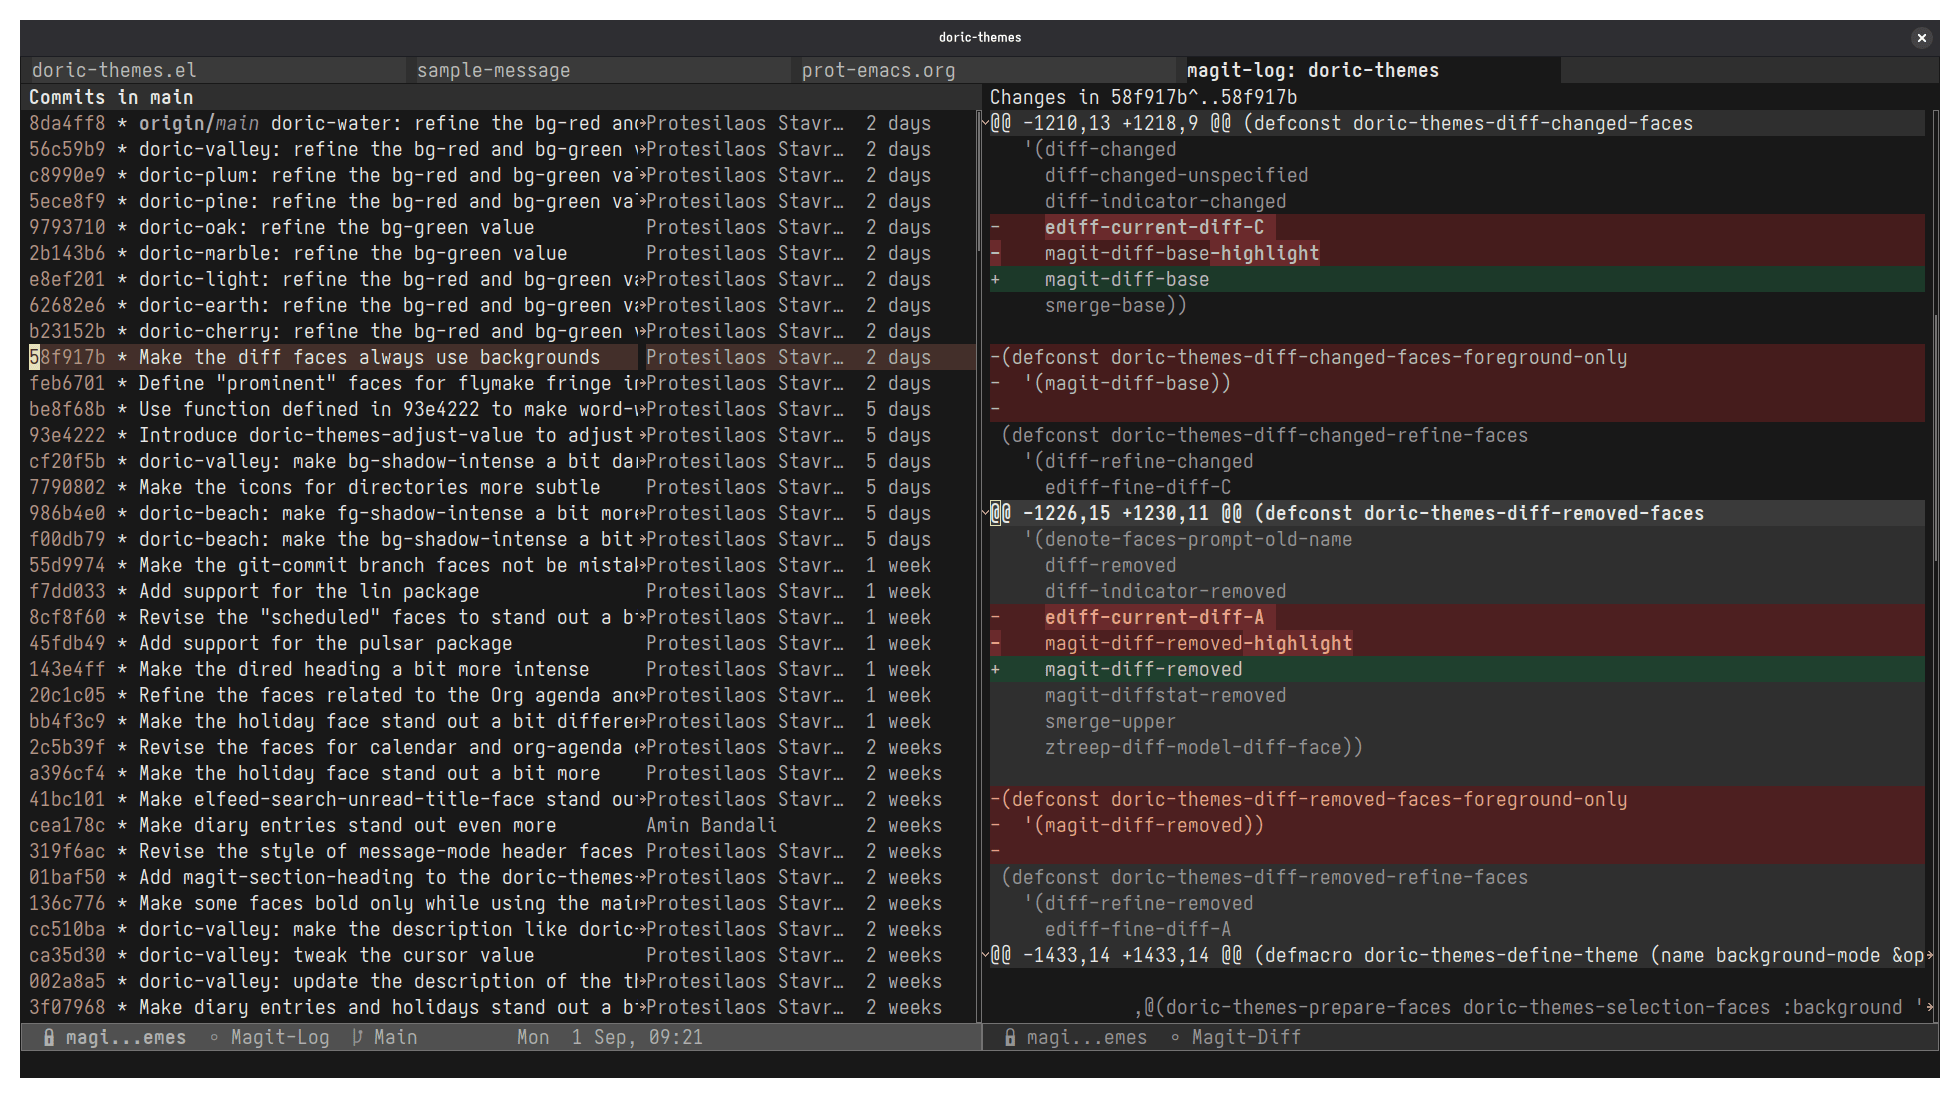 doric-themes
doric-themes.el sample-message prot-emacs.org magit-log: doric-themes
Commits in main
8da4ff8 * origin/main doric-water: refine the bg-red and Protesilaos Stavr… 2 days
56c59b9 * doric-valley: refine the bg-red and bg-green Protesilaos Stavr… 2 days
c8990e9 * doric-plum: refine the bg-red and bg-green va Protesilaos Stavr… 2 days
5ece8f9 * doric-pine: refine the bg-red and bg-green va Protesilaos Stavr… 2 days
9793710 * doric-oak: refine the bg-green value Protesilaos Stavr… 2 days
2b143b6 * doric-marble: refine the bg-green value Protesilaos Stavr… 2 days
e8ef201 * doric-light: refine the bg-red and bg-green va Protesilaos Stavr… 2 days
62682e6 * doric-earth: refine the bg-red and bg-green va Protesilaos Stavr… 2 days
b23152b * doric-cherry: refine the bg-red and bg-green Protesilaos Stavr… 2 days
58f917b * Make the diff faces always use backgrounds Protesilaos Stavr… 2 days
feb6701 * Define "prominent" faces for flymake fringe i Protesilaos Stavr… 2 days
be8f68b * Use function defined in 93e4222 to make word- Protesilaos Stavr… 5 days
93e4222 * Introduce doric-themes-adjust-value to adjust Protesilaos Stavr… 5 days
cf20f5b * doric-valley: make bg-shadow-intense a bit da Protesilaos Stavr… 5 days
7790802 * Make the icons for directories more subtle Protesilaos Stavr… 5 days
986b4e0 * doric-beach: make fg-shadow-intense a bit more Protesilaos Stavr… 5 days
f00db79 * doric-beach: make the bg-shadow-intense a bit Protesilaos Stavr… 5 days
55d9974 * Make the git-commit branch faces not be mista Protesilaos Stavr… 1 week
f7dd033 * Add support for the lin package Protesilaos Stavr… 1 week
8cf8f60 * Revise the "scheduled" faces to stand out a b Protesilaos Stavr… 1 week
45fdb49 * Add support for the pulsar package Protesilaos Stavr… 1 week
143e4ff * Make the dired heading a bit more intense Protesilaos Stavr… 1 week
20c1c05 * Refine the faces related to the Org agenda and Protesilaos Stavr… 1 week
bb4f3c9 * Make the holiday face stand out a bit differe Protesilaos Stavr… 1 week
2c5b39f * Revise the faces for calendar and org-agenda Protesilaos Stavr… 2 weeks
a396cf4 * Make the holiday face stand out a bit more Protesilaos Stavr… 2 weeks
41bc101 * Make elfeed-search-unread-title-face stand ou Protesilaos Stavr… 2 weeks
cea178c * Make diary entries stand out even more Amin Bandali 2 weeks
319f6ac * Revise the style of message-mode header faces Protesilaos Stavr… 2 weeks
01baf50 * Add magit-section-heading to the doric-themes- Protesilaos Stavr… 2 weeks
136c776 * Make some faces bold only while using the mai Protesilaos Stavr… 2 weeks
cc510ba * doric-valley: make the description like doric- Protesilaos Stavr… 2 weeks
ca35d30 * doric-valley: tweak the cursor value Protesilaos Stavr… 2 weeks
002a8a5 * doric-valley: update the description of the th Protesilaos Stavr… 2 weeks
3f07968 * Make diary entries and holidays stand out a b Protesilaos Stavr… 2 weeks
magi...emes ∘ Magit-Log Main Mon 1 Sep, 09:21
Changes in 58f917b^..58f917b
@@ -1210,13 +1218,9 @@ (defconst doric-themes-diff-changed-faces
'(diff-changed
diff-changed-unspecified
diff-indicator-changed
- ediff-current-diff-C
- magit-diff-base-highlight
+ magit-diff-base
smerge-base))
-(defconst doric-themes-diff-changed-faces-foreground-only
- '(magit-diff-base))
-
(defconst doric-themes-diff-changed-refine-faces
'(diff-refine-changed
ediff-fine-diff-C
@@ -1226,15 +1230,11 @@ (defconst doric-themes-diff-removed-faces
'(denote-faces-prompt-old-name
diff-removed
diff-indicator-removed
- ediff-current-diff-A
- magit-diff-removed-highlight
+ magit-diff-removed
magit-diffstat-removed
smerge-upper
ztreep-diff-model-diff-face))
-(defconst doric-themes-diff-removed-faces-foreground-only
- '(magit-diff-removed))
-
(defconst doric-themes-diff-removed-refine-faces
'(diff-refine-removed
ediff-fine-diff-A
@@ -1433,14 +1433,14 @@ (defmacro doric-themes-define-theme (name background-mode &op
,@(doric-themes-prepare-faces doric-themes-selection-faces :background '
magi...emes ∘ Magit-Diff